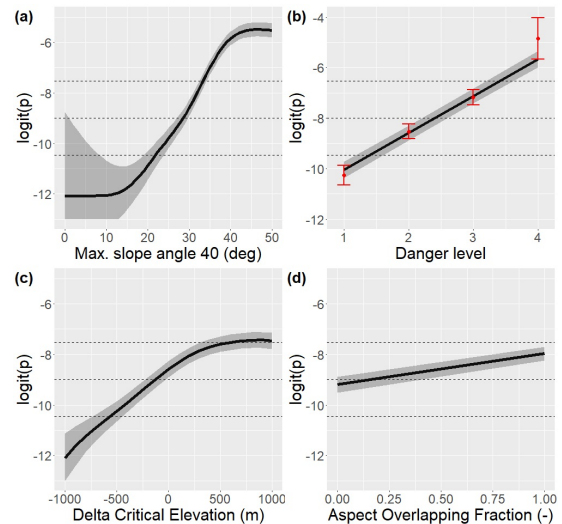 (a)
(b)
-4
-6
-6
logit(p)
logit(p)
-8
-8
-10
-10
-12
-12
0 10 20 30 40 50
1 2 3 4
Max. slope angle 40 (deg)
Danger level
(c)
(d)
-6
-6
logit(p)
logit(p)
-8
-8
-10
-10
-12
-12
-1000 -500 0 500 1000
0.00 0.25 0.50 0.75 1.00
Delta Critical Elevation (m)
Aspect Overlapping Fraction (-)